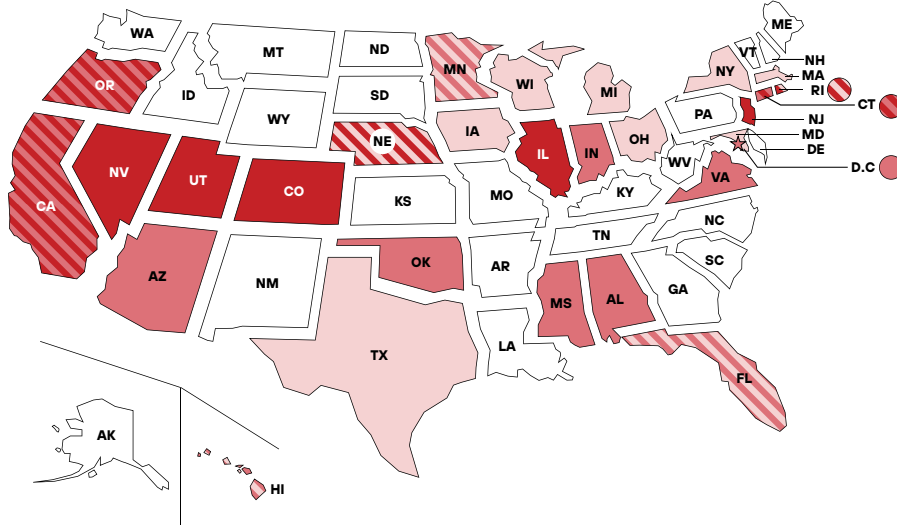 ME
WA
VT
MT
ND
NH
MN
NY
MA
WI
OR
RI
MI
ID
SD
CT
PA
WY
NJ
IA
MD
NE
OH
DE
IL
IN
WV
D.C
NV
VA
UT
CO
KY
MO
KS
CA
NC
TN
SC
OK
AR
AZ
NM
GA
AL
MS
LA
TX
FL
AK
HI